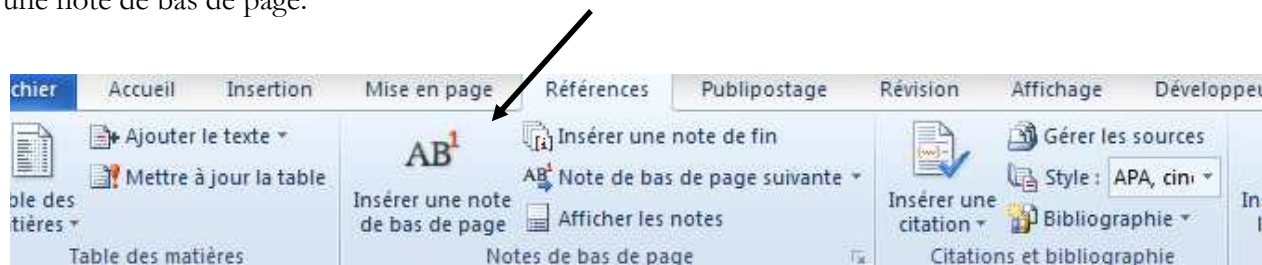 une note de bas de page.
chier Accueil Insertion Mise en page Références Publipostage Révision Affichage Développeu
Ajouter le texte
Mettre à jour la table
ble des
tières
Table des matières
AB1
Insérer une note
de bas de page
Insérer une note de fin
AB1 Note de bas de page suivante
Afficher les notes
Notes de bas de page
Insérer une
citation
Gérer les sources
Style : APA, cin
Bibliographie
Citations et bibliographie
In